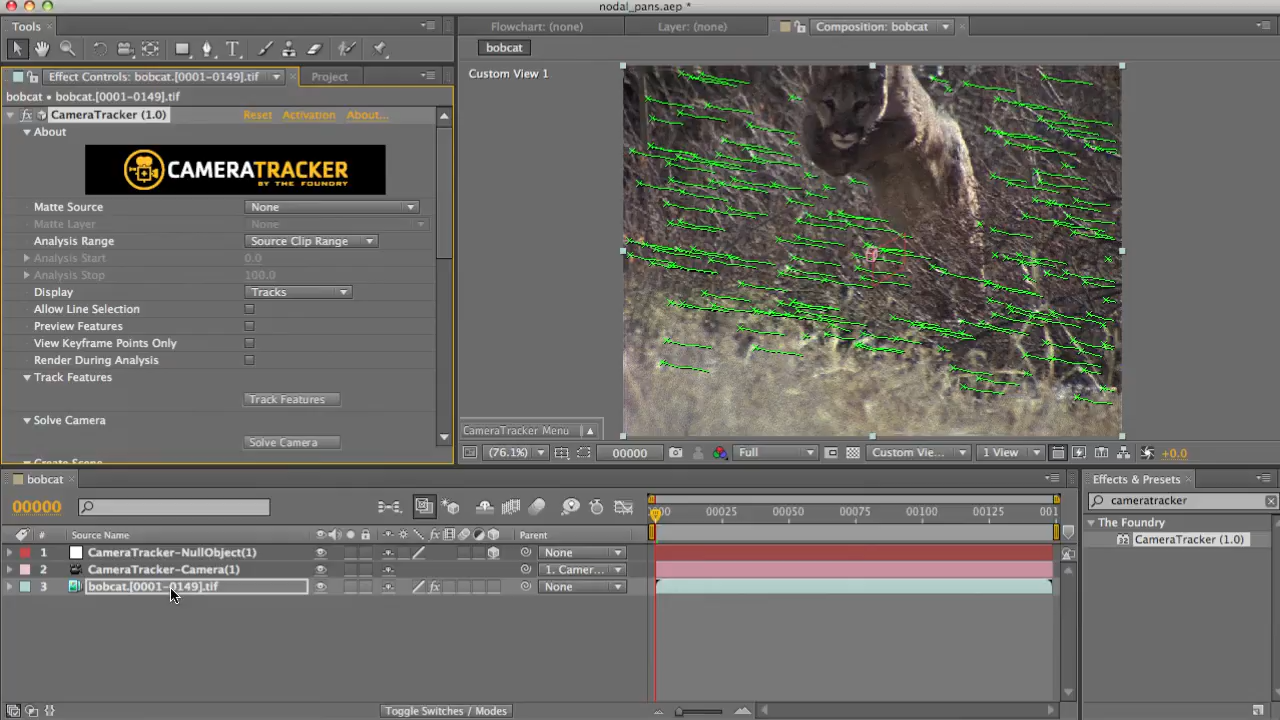 nodal_pans.aep *
Tools
Flowchart: (none)
Layer: (none)
Composition: bobcat
bobcat
Effect Controls: bobcat.[0001-0149].tif
Project
Custom View 1
bobcat • bobcat.[0001-0149].tif
fx CameraTracker (1.0)
Reset
Activation
About...
About
CAMERATRACKER
BY THE FOUNDRY
Matte Source
None
Matte Layer
None
Analysis Range
Source Clip Range
Analysis Start
0.0
Analysis Stop
100.0
Display
Tracks
Allow Line Selection
Preview Features
View Keyframe Points Only
Render During Analysis
Track Features
Track Features
Solve Camera
CameraTracker Menu
Solve Camera
(76.1%)
00000
Full
Custom Vie...
1 View
+0.0
Create Scene
bobcat
Effects & Presets
00000
00025
00050
00075
00100
00125
001
cameratracker
The Foundry
CameraTracker (1.0)
#
Source Name
Parent
1
CameraTracker-NullObject(1)
None
2
CameraTracker-Camera(1)
1. Camer...
3
bobcat.[0001-0149].tif
fx
None
Toggle Switches / Modes